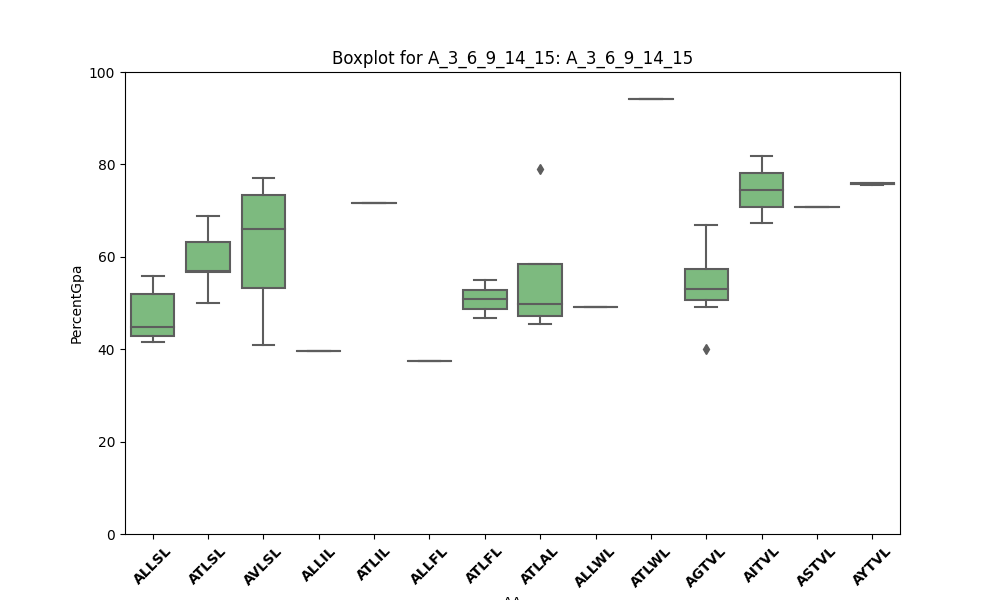 Boxplot for A_3_6_9_14_15: A_3_6_9_14_15
100
80
60
40
20
0
PercentGpa
ALLSL
ATLSL
AVLSL
ALLIL
ATLIL
ALLFL
ATLFL
ATLAL
ALLWL
ATLWL
AGTVL
AITVL
ASTVL
AYTVL